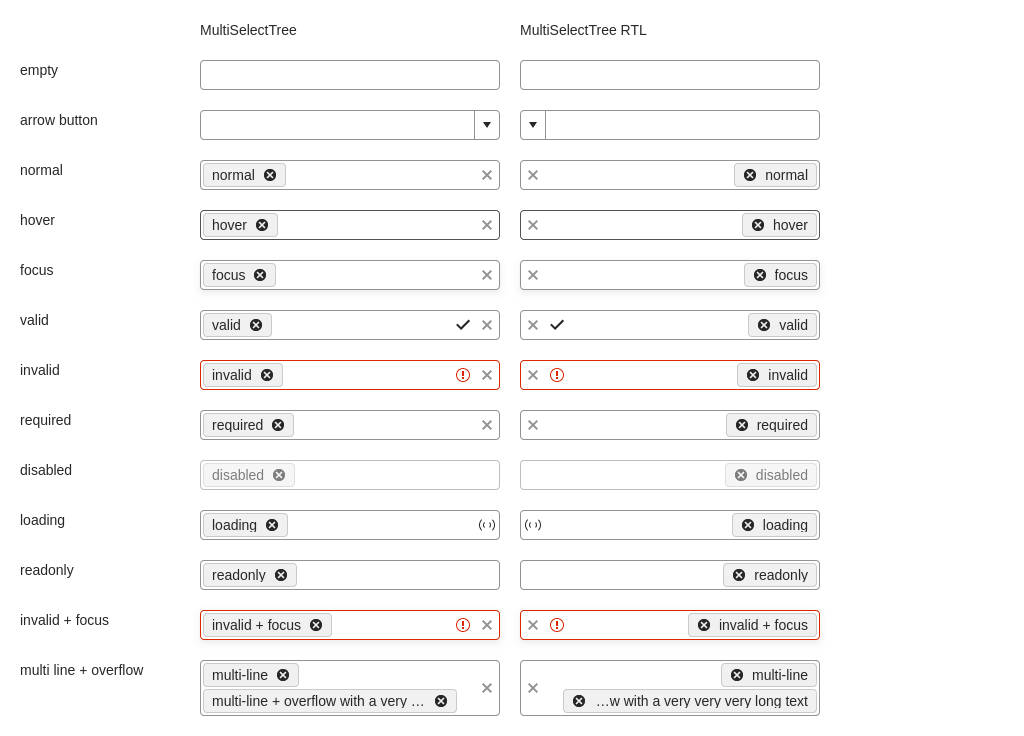 MultiSelectTree MultiSelectTree RTL
empty
arrow button
normal normal normal
hover hover hover
focus focus focus
valid valid valid
invalid invalid invalid
required required required
disabled disabled disabled
loading loading loading
readonly readonly readonly
invalid + focus invalid + focus invalid + focus
multi line + overflow multi-line multi-line
multi-line + overflow with a very … …w with a very very very long text